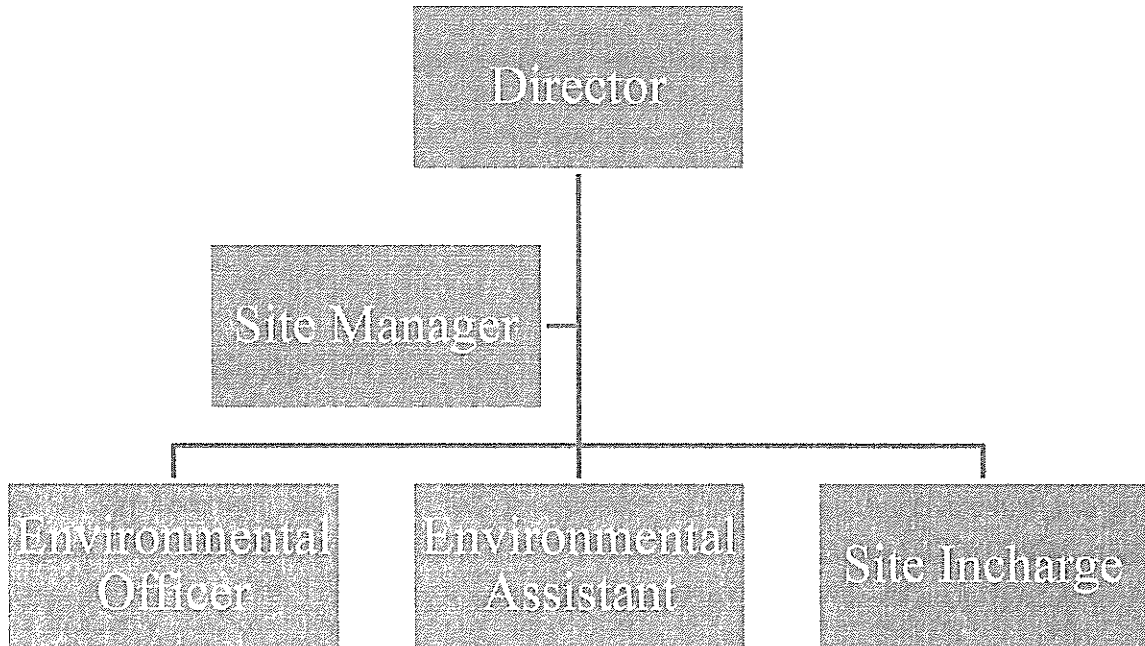 Director
Site Manager
Environmental
Officer
Environmental
Assistant
Site Incharge